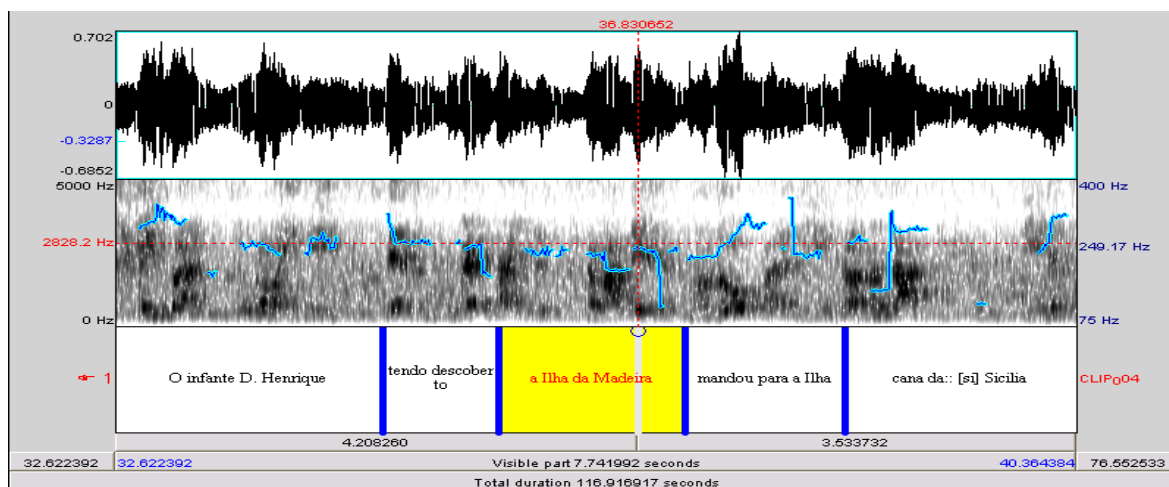 36.830652
0.702
0
-0.3287
-0.6852
5000 Hz
400 Hz
2828.2 Hz
249.17 Hz
0 Hz
75 Hz
1
O infante D. Henrique
tendo descober
to
a Ilha da Madeira
mandou para a Ilha
cana da:: [si] Sicilia
CLIP004
4.208260
3.533732
32.622392
32.622392
Visible part 7.741992 seconds
40.364384
76.552533
Total duration 116.916917 seconds